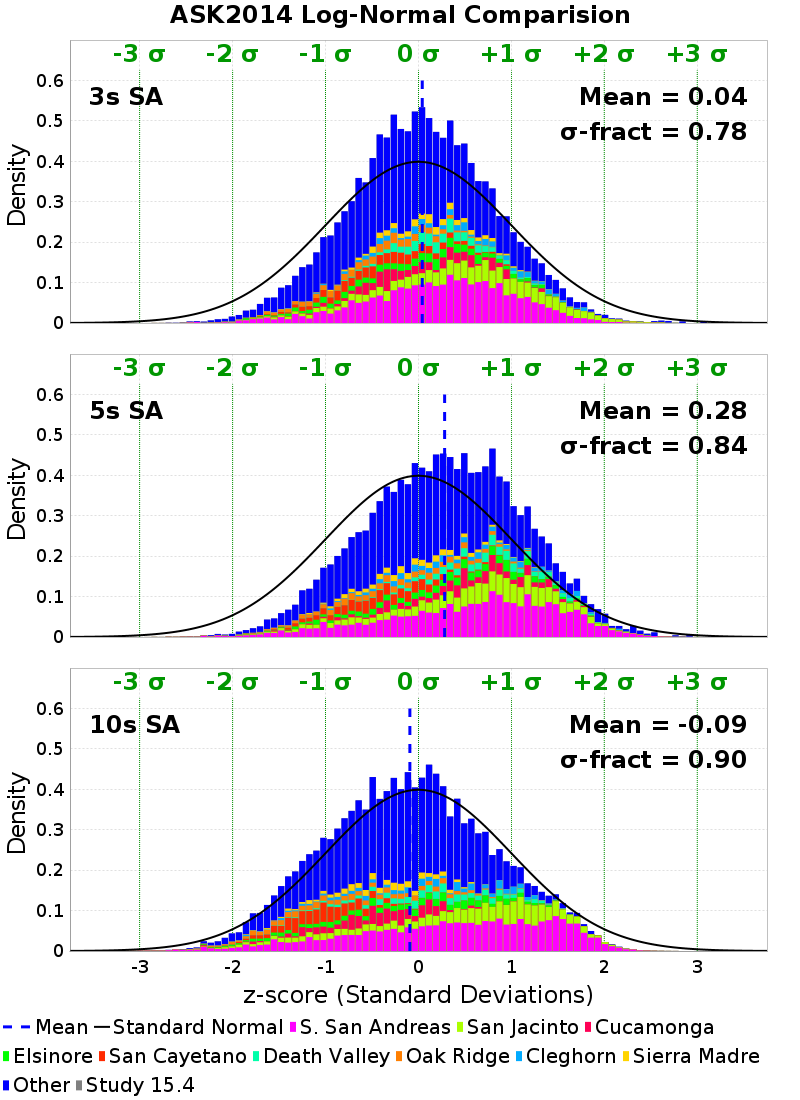 ASK2014 Log-Normal Comparision
-3 σ -2 σ -1 σ 0 σ +1 σ +2 σ +3 σ
3s SA
Mean = 0.04
σ-fract = 0.78
0.6
0.5
0.4
0.3
0.2
0.1
0
Density
-3 σ -2 σ -1 σ 0 σ +1 σ +2 σ +3 σ
5s SA
Mean = 0.28
σ-fract = 0.84
0.6
0.5
0.4
0.3
0.2
0.1
0
Density
-3 σ -2 σ -1 σ 0 σ +1 σ +2 σ +3 σ
10s SA
Mean = -0.09
σ-fract = 0.90
0.6
0.5
0.4
0.3
0.2
0.1
0
Density
-3 -2 -1 0 1 2 3
z-score (Standard Deviations)
Mean Standard Normal S. San Andreas San Jacinto Cucamonga
Elsinore San Cayetano Death Valley Oak Ridge Cleghorn Sierra Madre
Other Study 15.4